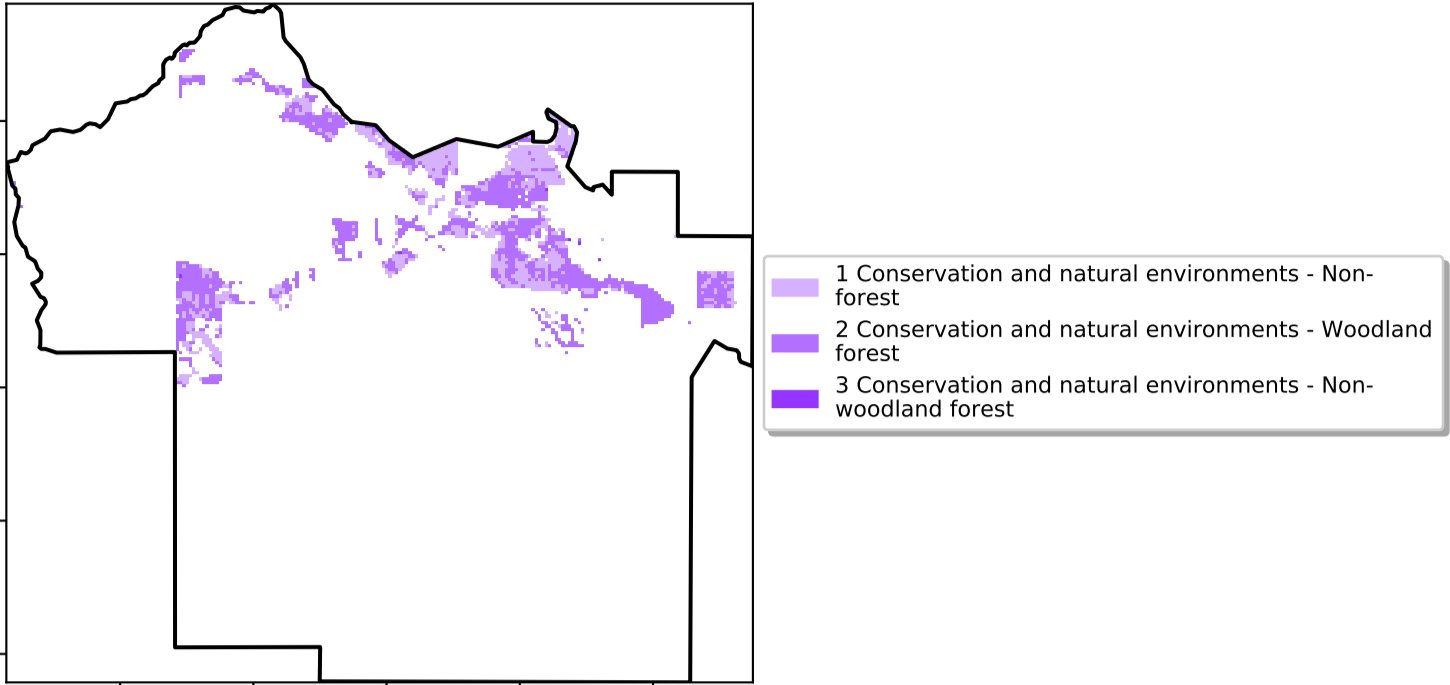 1 Conservation and natural environments - Non-
forest
2 Conservation and natural environments - Woodland
forest
3 Conservation and natural environments - Non-
woodland forest